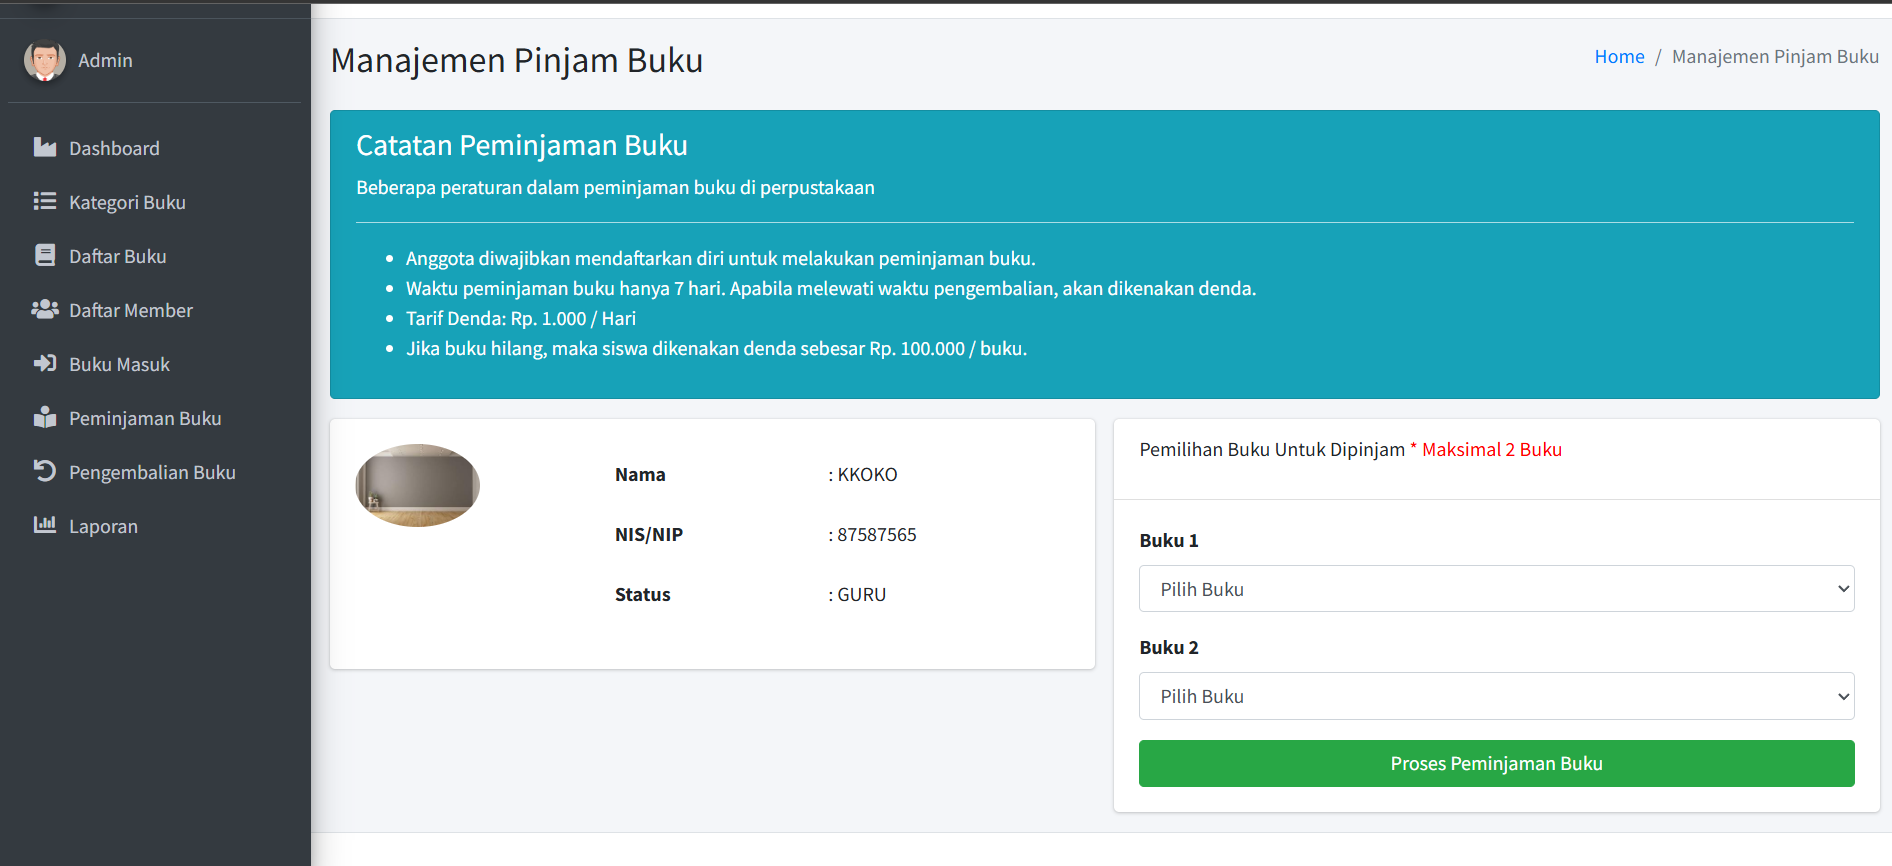 Admin
Dashboard
Kategori Buku
Daftar Buku
Daftar Member
Buku Masuk
Peminjaman Buku
Pengembalian Buku
Laporan
Manajemen Pinjam Buku
Home / Manajemen Pinjam Buku
Catatan Peminjaman Buku
Beberapa peraturan dalam peminjaman buku di perpustakaan
• Anggota diwajibkan mendaftarkan diri untuk melakukan peminjaman buku.
• Waktu peminjaman buku hanya 7 hari. Apabila melewati waktu pengembalian, akan dikenakan denda.
• Tarif Denda: Rp. 1.000 / Hari
• Jika buku hilang, maka siswa dikenakan denda sebesar Rp. 100.000 / buku.
Nama : KKOKO
NIS/NIP : 87587565
Status : GURU
Pemilihan Buku Untuk Dipinjam * Maksimal 2 Buku
Buku 1
Pilih Buku
Buku 2
Pilih Buku
Proses Peminjaman Buku